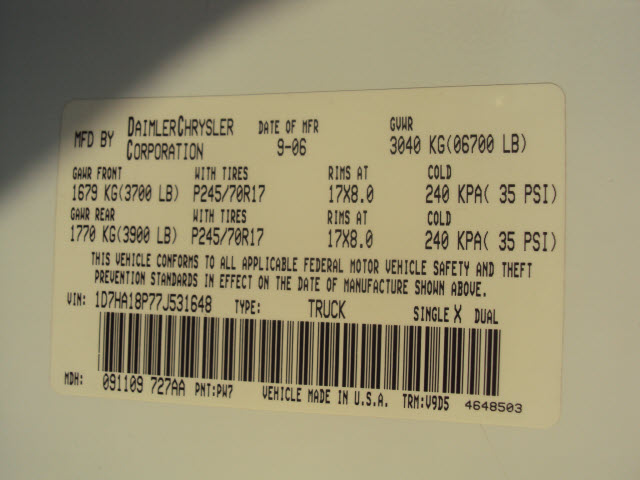 MFD BY DAIMLERCHRYSLER CORPORATION DATE OF MFR 9-06 GVWR 3040 KG(06700 LB)
GAWR FRONT WITH TIRES RIMS AT COLD
1679 KG(3700 LB) P245/70R17 17X8.0 240 KPA( 35 PSI)
GAWR REAR WITH TIRES RIMS AT COLD
1770 KG(3900 LB) P245/70R17 17X8.0 240 KPA( 35 PSI)
THIS VEHICLE CONFORMS TO ALL APPLICABLE FEDERAL MOTOR VEHICLE SAFETY AND THEFT
PREVENTION STANDARDS IN EFFECT ON THE DATE OF MANUFACTURE SHOWN ABOVE.
VIN: 1D7HA18P77J531648 TYPE: TRUCK SINGLE X DUAL
MDH: 091109 727AA PNT:PW7 VEHICLE MADE IN U.S.A. TRM:V9D5 4648503